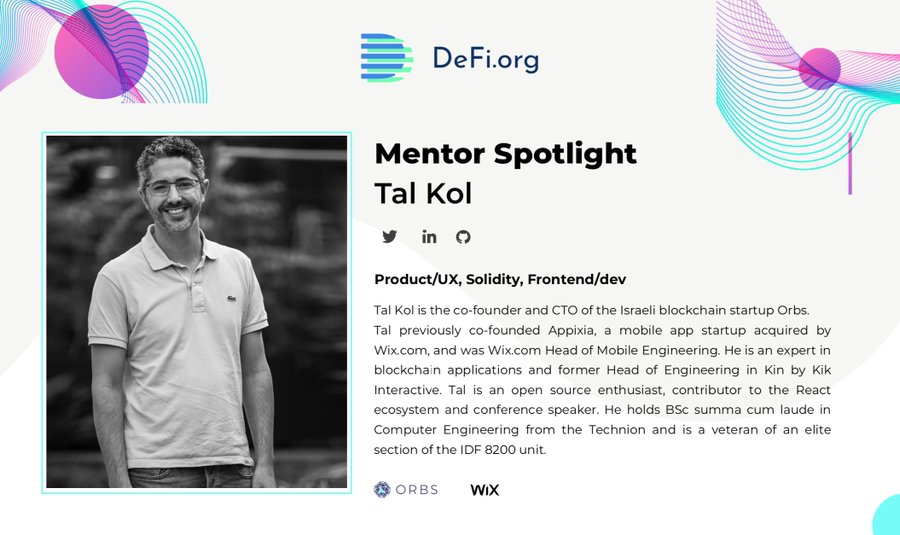 DeFi.org
Mentor Spotlight
Tal Kol
in
Product/UX, Solidity, Frontend/dev
Tal Kol is the co-founder and CTO of the Israeli blockchain startup Orbs.
Tal previously co-founded Appixia, a mobile app startup acquired by
Wix.com, and was Wix.com Head of Mobile Engineering. He is an expert in
blockchain applications and former Head of Engineering in Kin by Kik
Interactive. Tal is an open source enthusiast, contributor to the React
ecosystem and conference speaker. He holds BSc summa cum laude in
Computer Engineering from the Technion and is a veteran of an elite
section of the IDF 8200 unit.
ORBS WiX